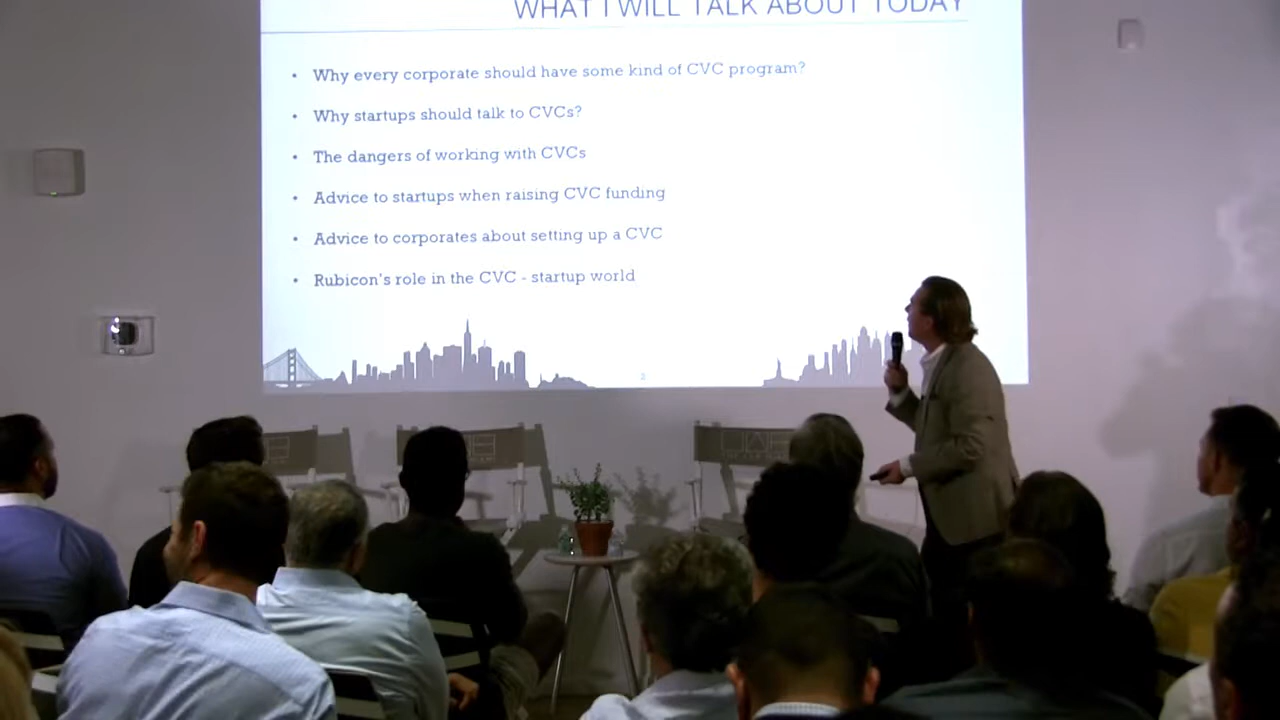 WHAT I WILL TALK ABOUT TODAY
• Why every corporate should have some kind of CVC program?
• Why startups should talk to CVCs?
• The dangers of working with CVCs
• Advice to startups when raising CVC funding
• Advice to corporates about setting up a CVC
• Rubicon's role in the CVC - startup world
2